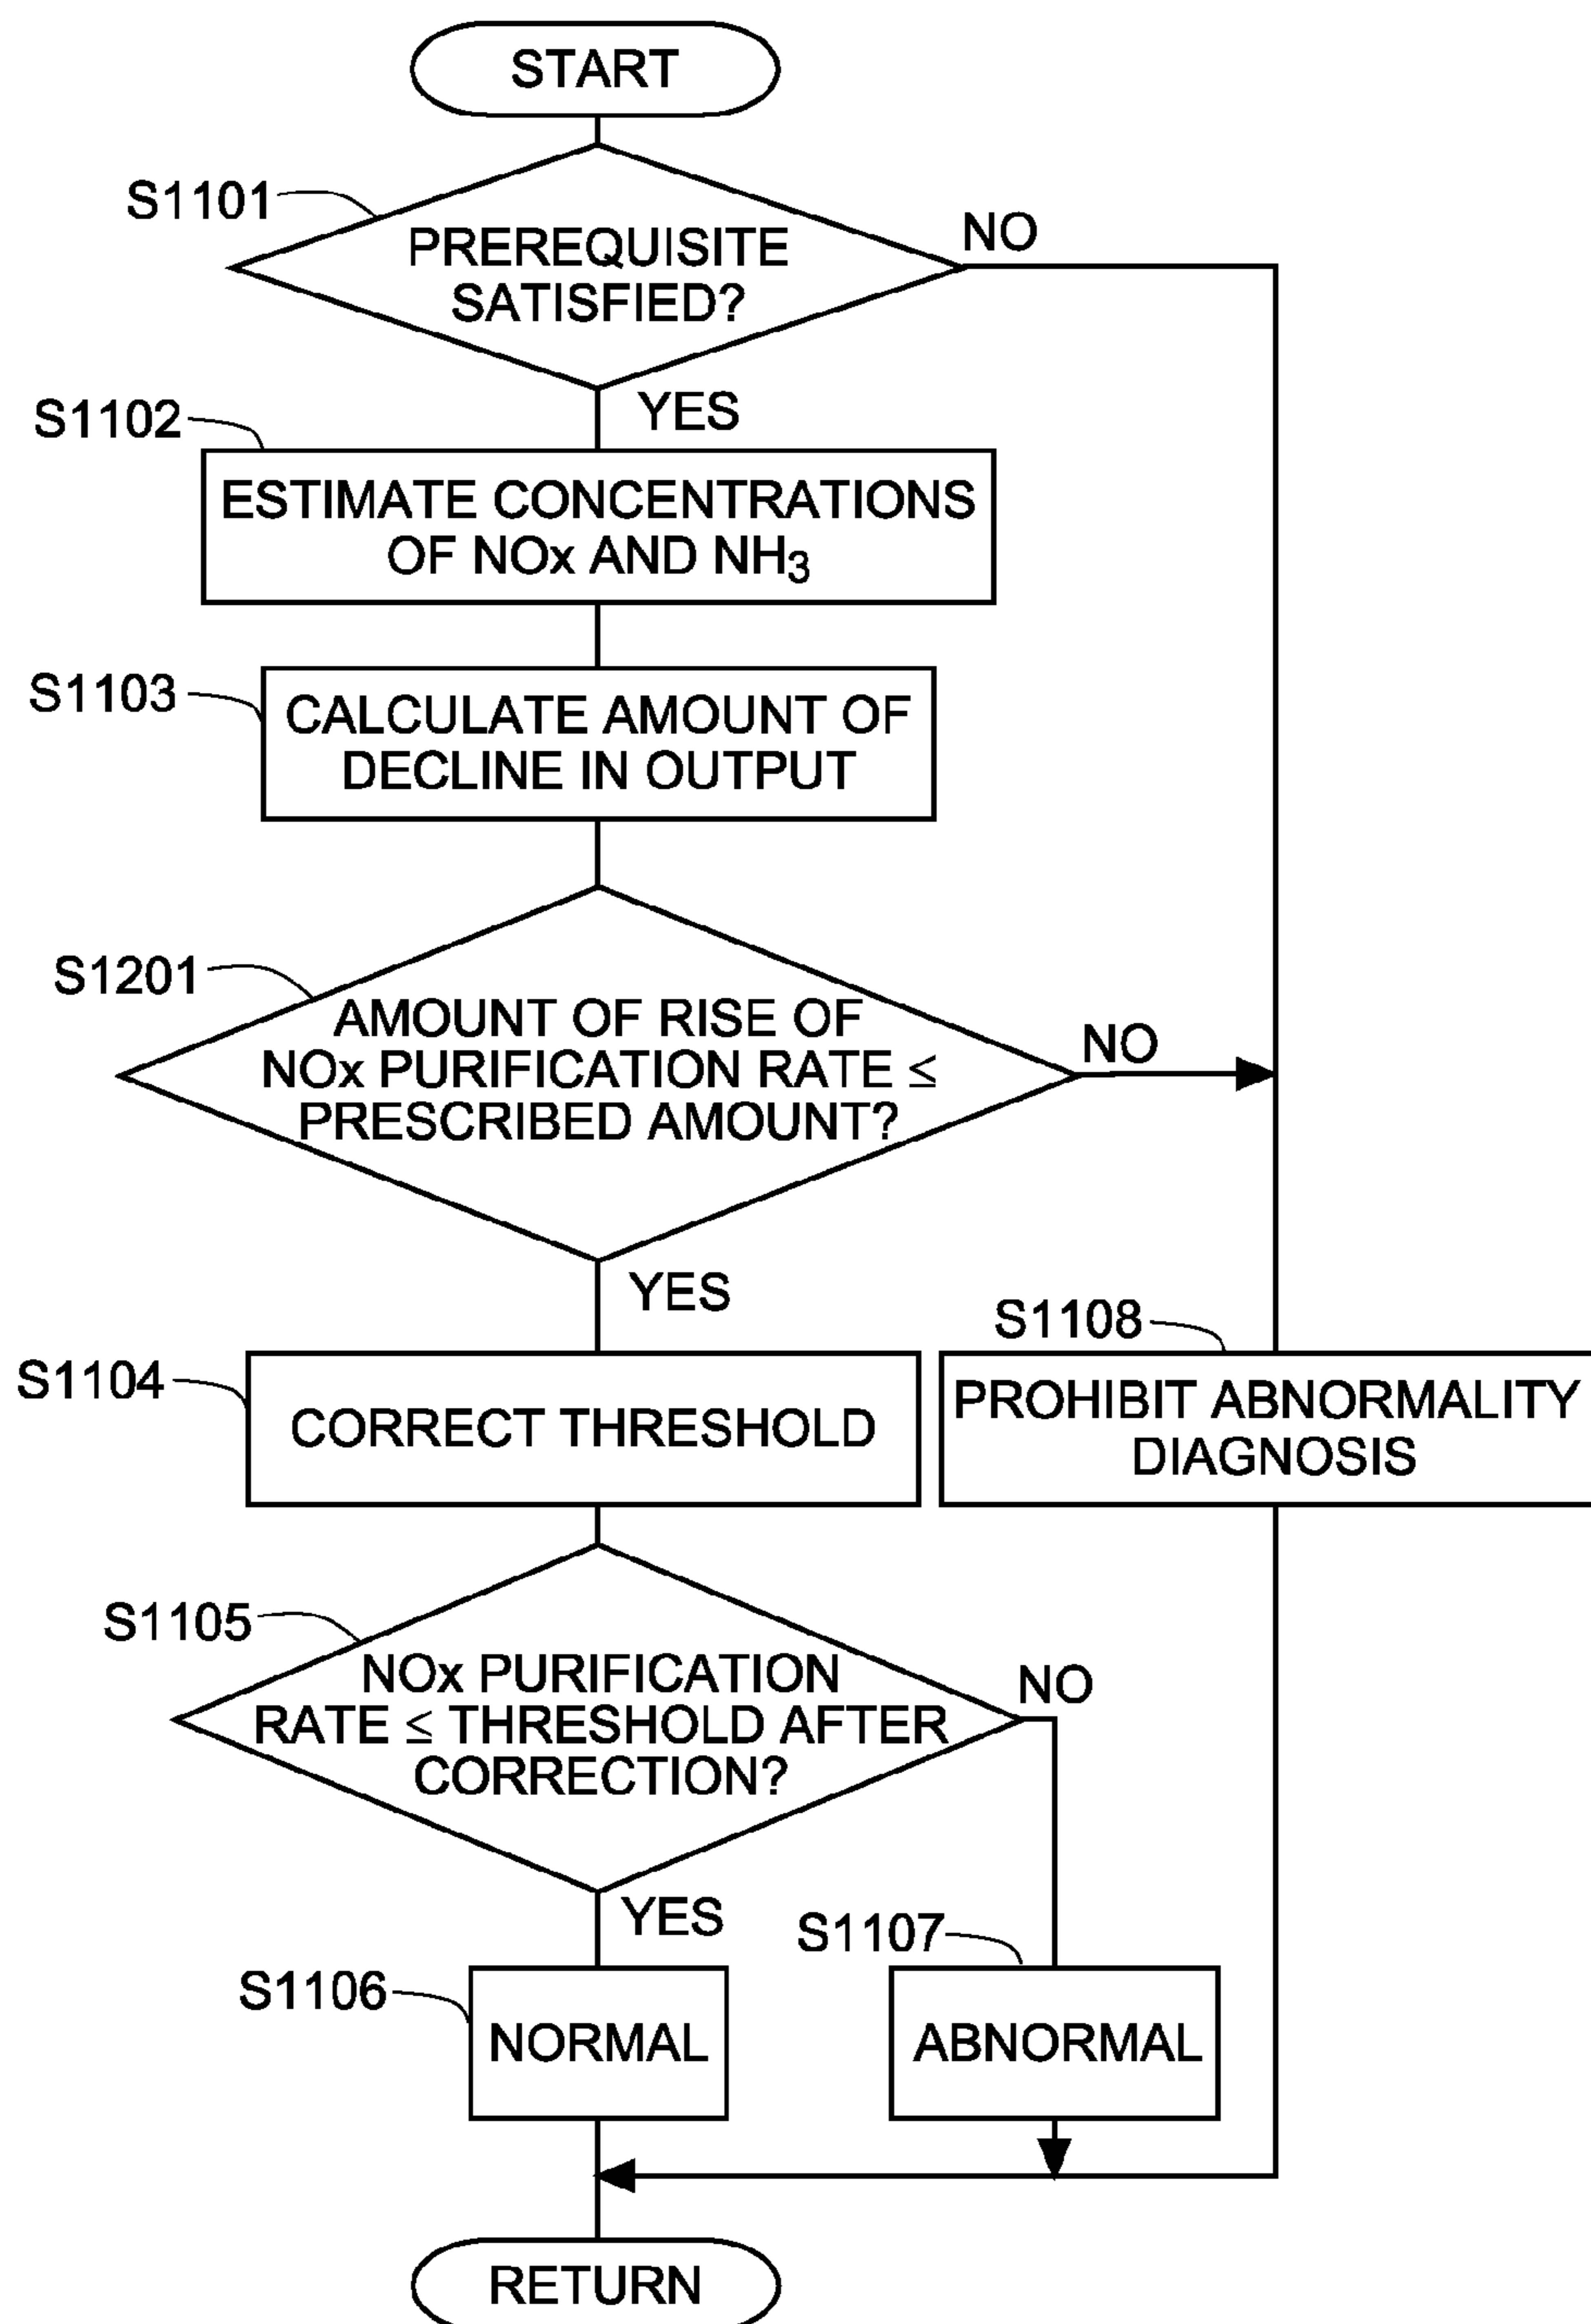 START
S1101
PREREQUISITE
SATISFIED?
NO
YES
S1102
ESTIMATE CONCENTRATIONS
OF NOx AND NH₃
S1103
CALCULATE AMOUNT OF
DECLINE IN OUTPUT
S1201
AMOUNT OF RISE OF
NOx PURIFICATION RATE ≤
PRESCRIBED AMOUNT?
NO
YES
S1108
PROHIBIT ABNORMALITY
DIAGNOSIS
S1104
CORRECT THRESHOLD
S1105
NOx PURIFICATION
RATE ≤ THRESHOLD AFTER
CORRECTION?
NO
YES
S1106
NORMAL
S1107
ABNORMAL
RETURN